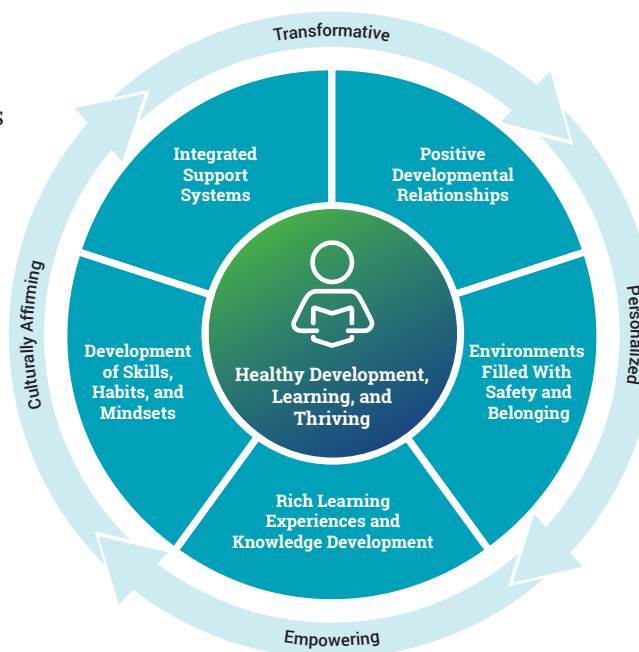 Transformative
s
Integrated
Support
Systems
Positive
Developmental
Relationships
Culturally Affirming
Personalized
Development
of Skills,
Habits, and
Mindsets
Healthy Development,
Learning, and
Thriving
Environments
Filled With
Safety and
Belonging
Rich Learning
Experiences and
Knowledge Development
Empowering